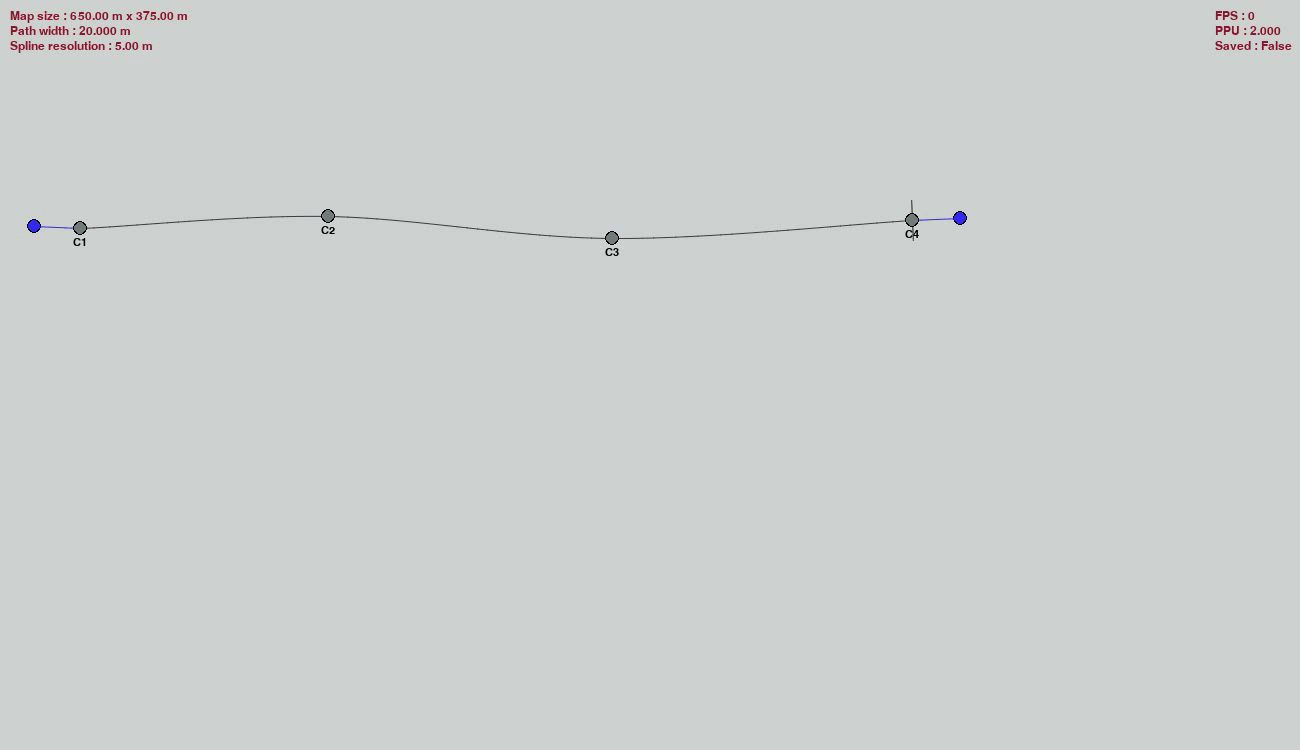 Map size : 650.00 m x 375.00 m
Path width : 20.000 m
Spline resolution : 5.00 m
FPS : 0
PPU : 2.000
Saved : False
C1
C2
C3
C4